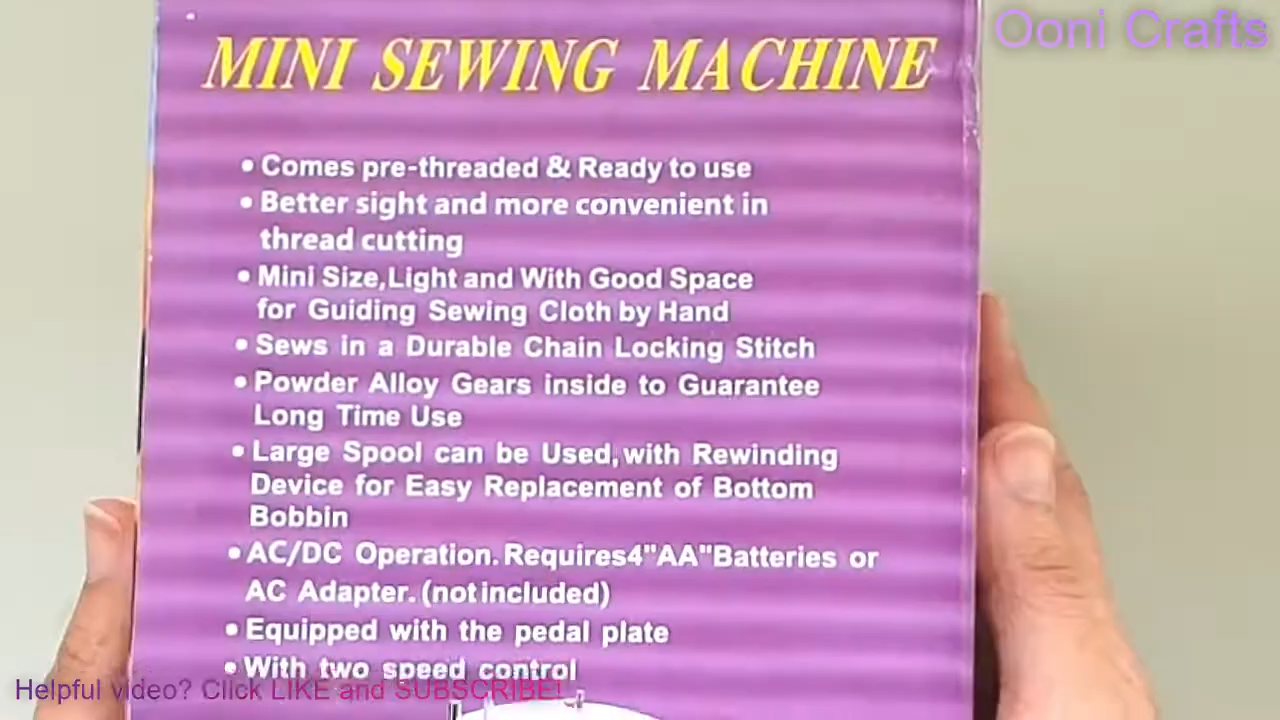 Ooni Crafts
MINI SEWING MACHINE
• Comes pre-threaded & Ready to use
• Better sight and more convenient in
thread cutting
• Mini Size,Light and With Good Space
for Guiding Sewing Cloth by Hand
• Sews in a Durable Chain Locking Stitch
• Powder Alloy Gears inside to Guarantee
Long Time Use
• Large Spool can be Used,with Rewinding
Device for Easy Replacement of Bottom
Bobbin
• AC/DC Operation.Requires4"AA"Batteries or
AC Adapter.(not included)
• Equipped with the pedal plate
• With two speed control
Helpful video? Click LIKE and SUBSCRIBE!